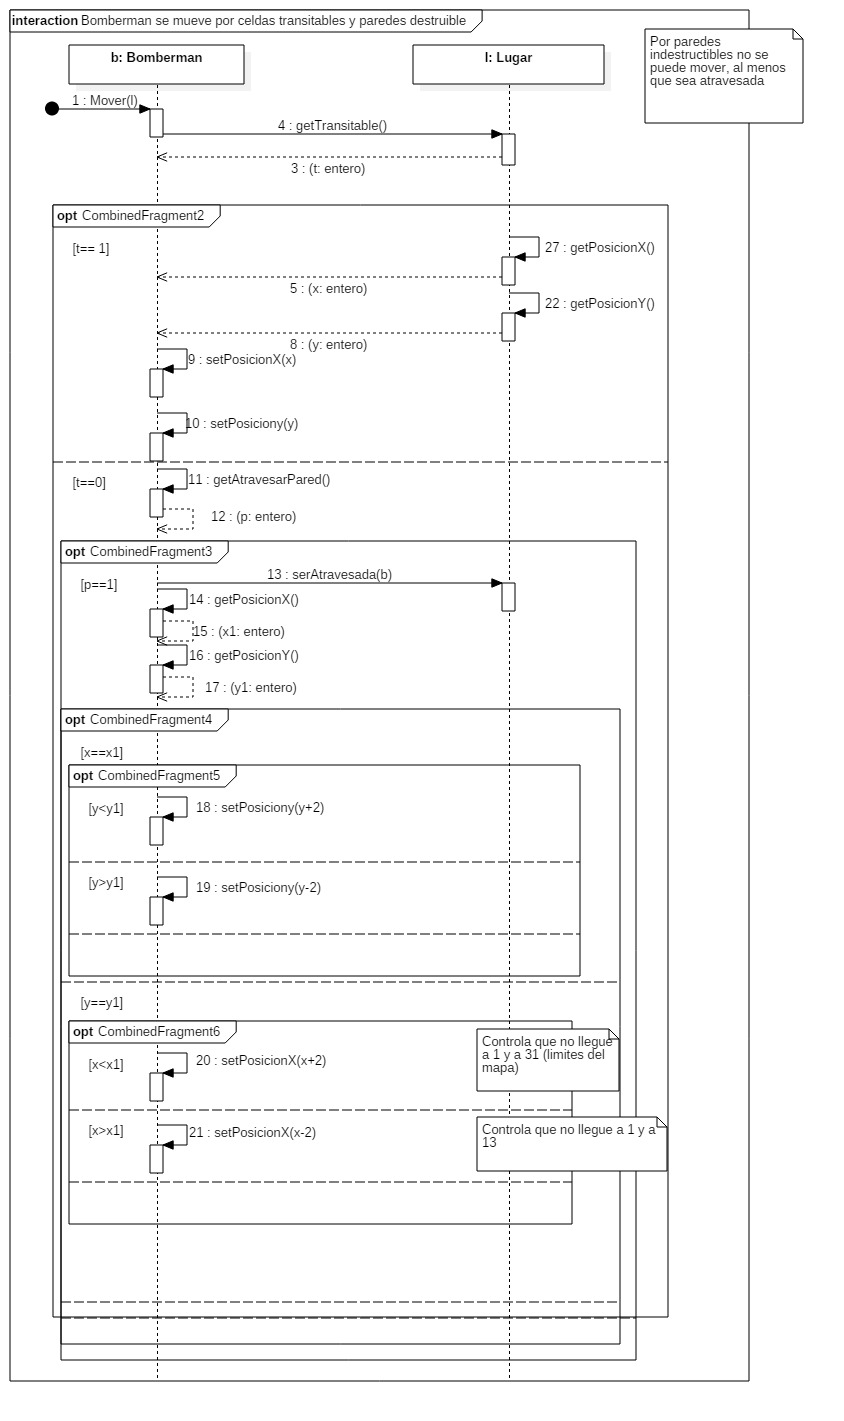 interaction Bomberman se mueve por celdas transitables y paredes destruible
Por paredes
indestructibles no se
puede mover, al menos
que sea atravesada
b: Bomberman
l: Lugar
1 : Mover(l)
4 : getTransitable()
3 : (t: entero)
opt CombinedFragment2
[t== 1]
27 : getPosicionX()
5 : (x: entero)
22 : getPosicionY()
8 : (y: entero)
9 : setPosicionX(x)
10 : setPosiciony(y)
[t==0]
11 : getAtravesarPared()
12 : (p: entero)
opt CombinedFragment3
13 : serAtravesada(b)
[p==1]
14 : getPosicionX()
15 : (x1: entero)
16 : getPosicionY()
17 : (y1: entero)
opt CombinedFragment4
[x==x1]
opt CombinedFragment5
[y<y1]
18 : setPosiciony(y+2)
[y>y1]
19 : setPosiciony(y-2)
[y==y1]
opt CombinedFragment6
Controla que no llegue
a 1 y a 31 (limites del
mapa)
[x<x1]
20 : setPosicionX(x+2)
[x>x1]
21 : setPosicionX(x-2)
Controla que no llegue a 1 y a
13